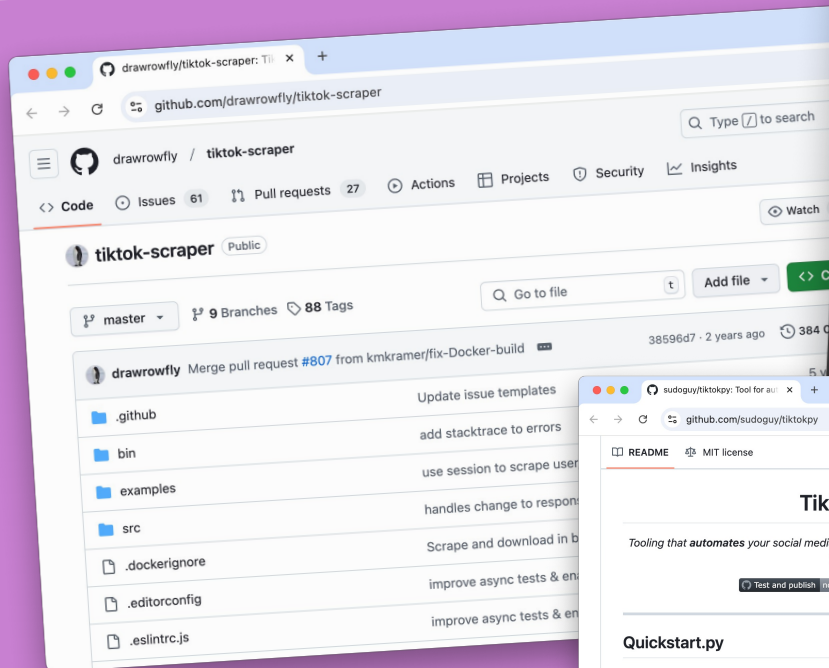 drawrowfly/tiktok-scraper: Ti
github.com/drawrowfly/tiktok-scraper
drawrowfly / tiktok-scraper
Type / to search
Code
Issues 61
Pull requests 27
Actions
Projects
Security
Insights
tiktok-scraper Public
Watch
master
9 Branches
88 Tags
Go to file t
Add file
drawrowfly Merge pull request #807 from kmkramer/fix-Docker-build
38596d7 · 2 years ago
384
.github Update issue templates
5
bin add stacktrace to errors
examples use session to scrape user
src handles change to respon
.dockerignore Scrape and download in b
.editorconfig improve async tests & ena
.eslintrc.js improve async tests & en
sudoguy/tiktokpy: Tool for au
github.com/sudoguy/tiktokpy
README
MIT license
Tik
Tooling that automates your social medi
Test and publish
Quickstart.py